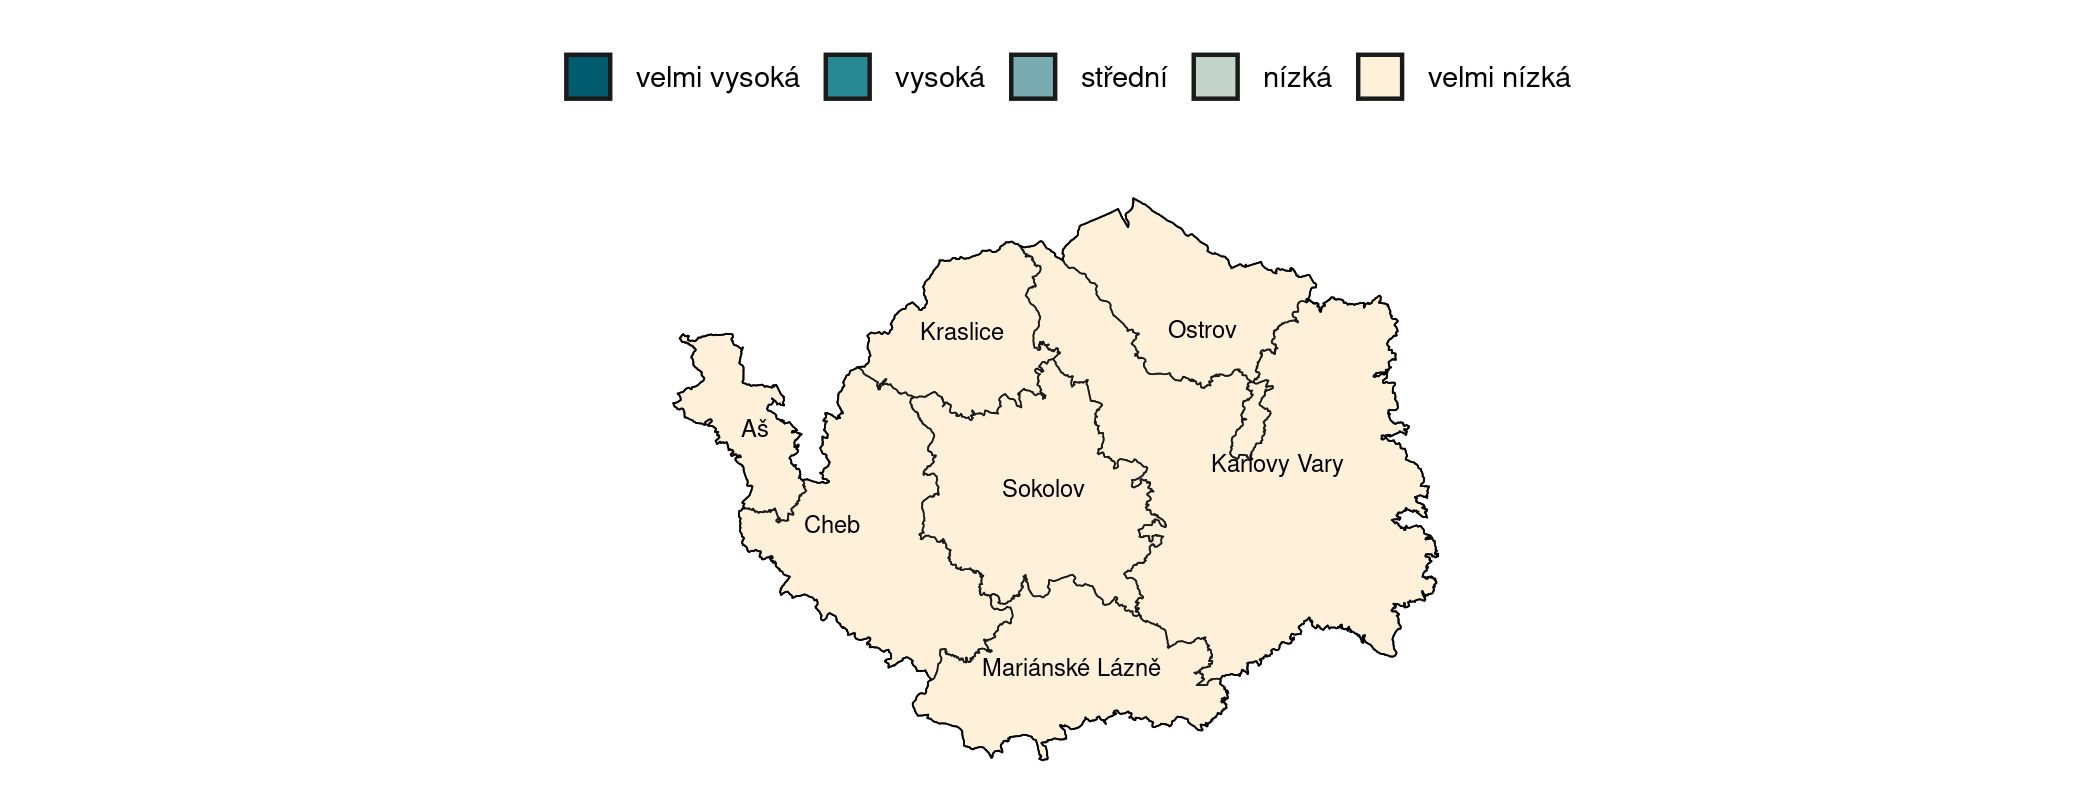 velmi vysoká vysoká střední nízká velmi nízká
Ostrov
Kraslice
Aš
Karlovy Vary
Sokolov
Cheb
Mariánské Lázně